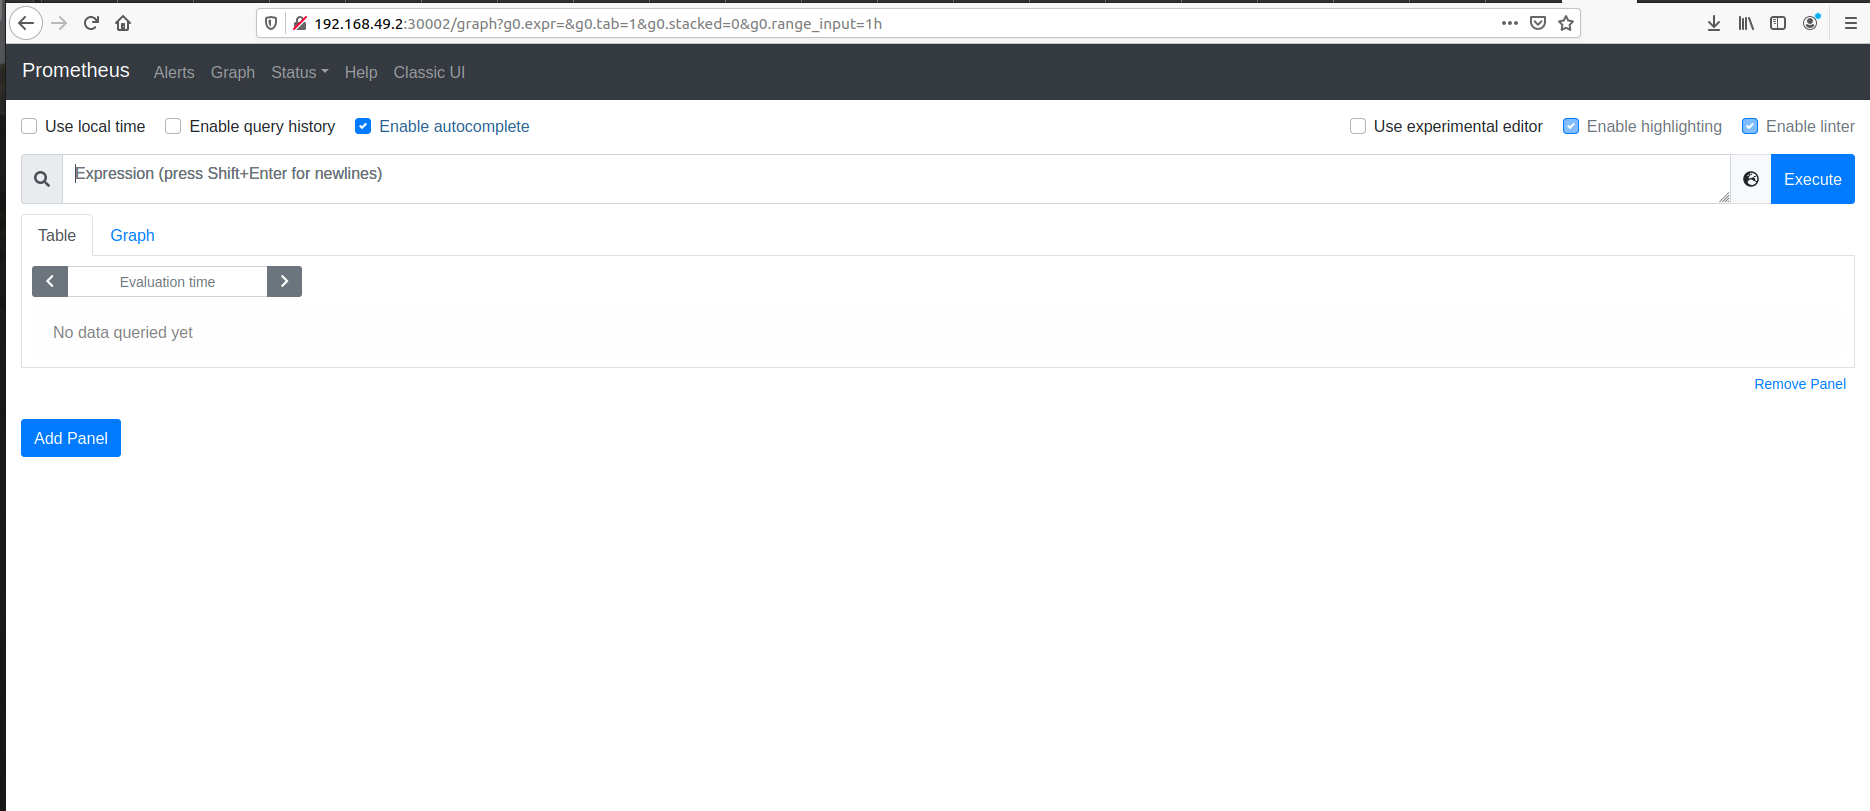 192.168.49.2:30002/graph?g0.expr=&g0.tab=1&g0.stacked=0&g0.range_input=1h
Prometheus Alerts Graph Status Help Classic UI
Use local time Enable query history Enable autocomplete Use experimental editor Enable highlighting Enable linter
Expression (press Shift+Enter for newlines) Execute
Table Graph
Evaluation time
No data queried yet
Remove Panel
Add Panel